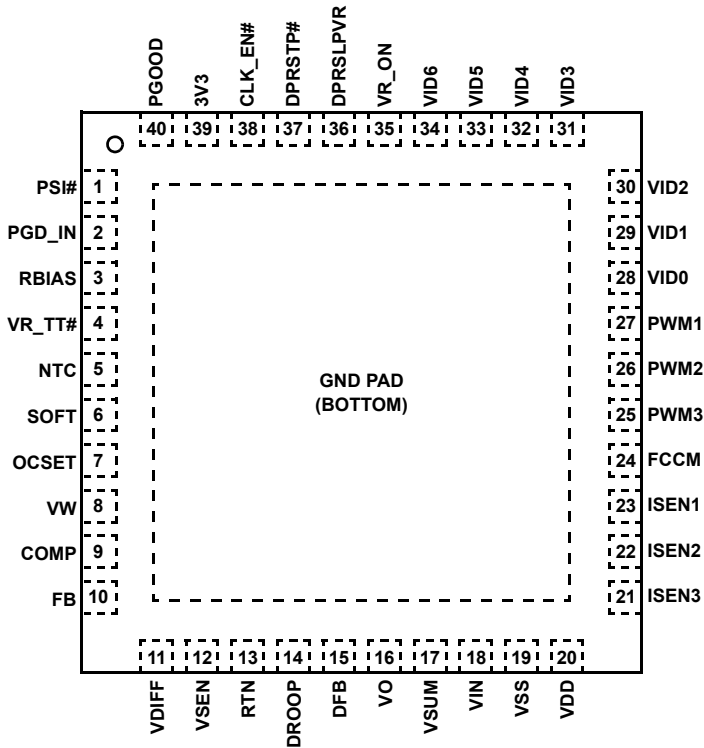 PGOOD
3V3
CLK_EN#
DPRSTP#
DPRSLPVR
VR_ON
VID6
VID5
VID4
VID3
40 39 38 37 36 35 34 33 32 31
PSI# 1
PGD_IN 2
RBIAS 3
VR_TT# 4
NTC 5
SOFT 6
OCSET 7
VW 8
COMP 9
FB 10
GND PAD
(BOTTOM)
30 VID2
29 VID1
28 VID0
27 PWM1
26 PWM2
25 PWM3
24 FCCM
23 ISEN1
22 ISEN2
21 ISEN3
11 12 13 14 15 16 17 18 19 20
VDIFF
VSEN
RTN
DROOP
DFB
VO
VSUM
VIN
VSS
VDD